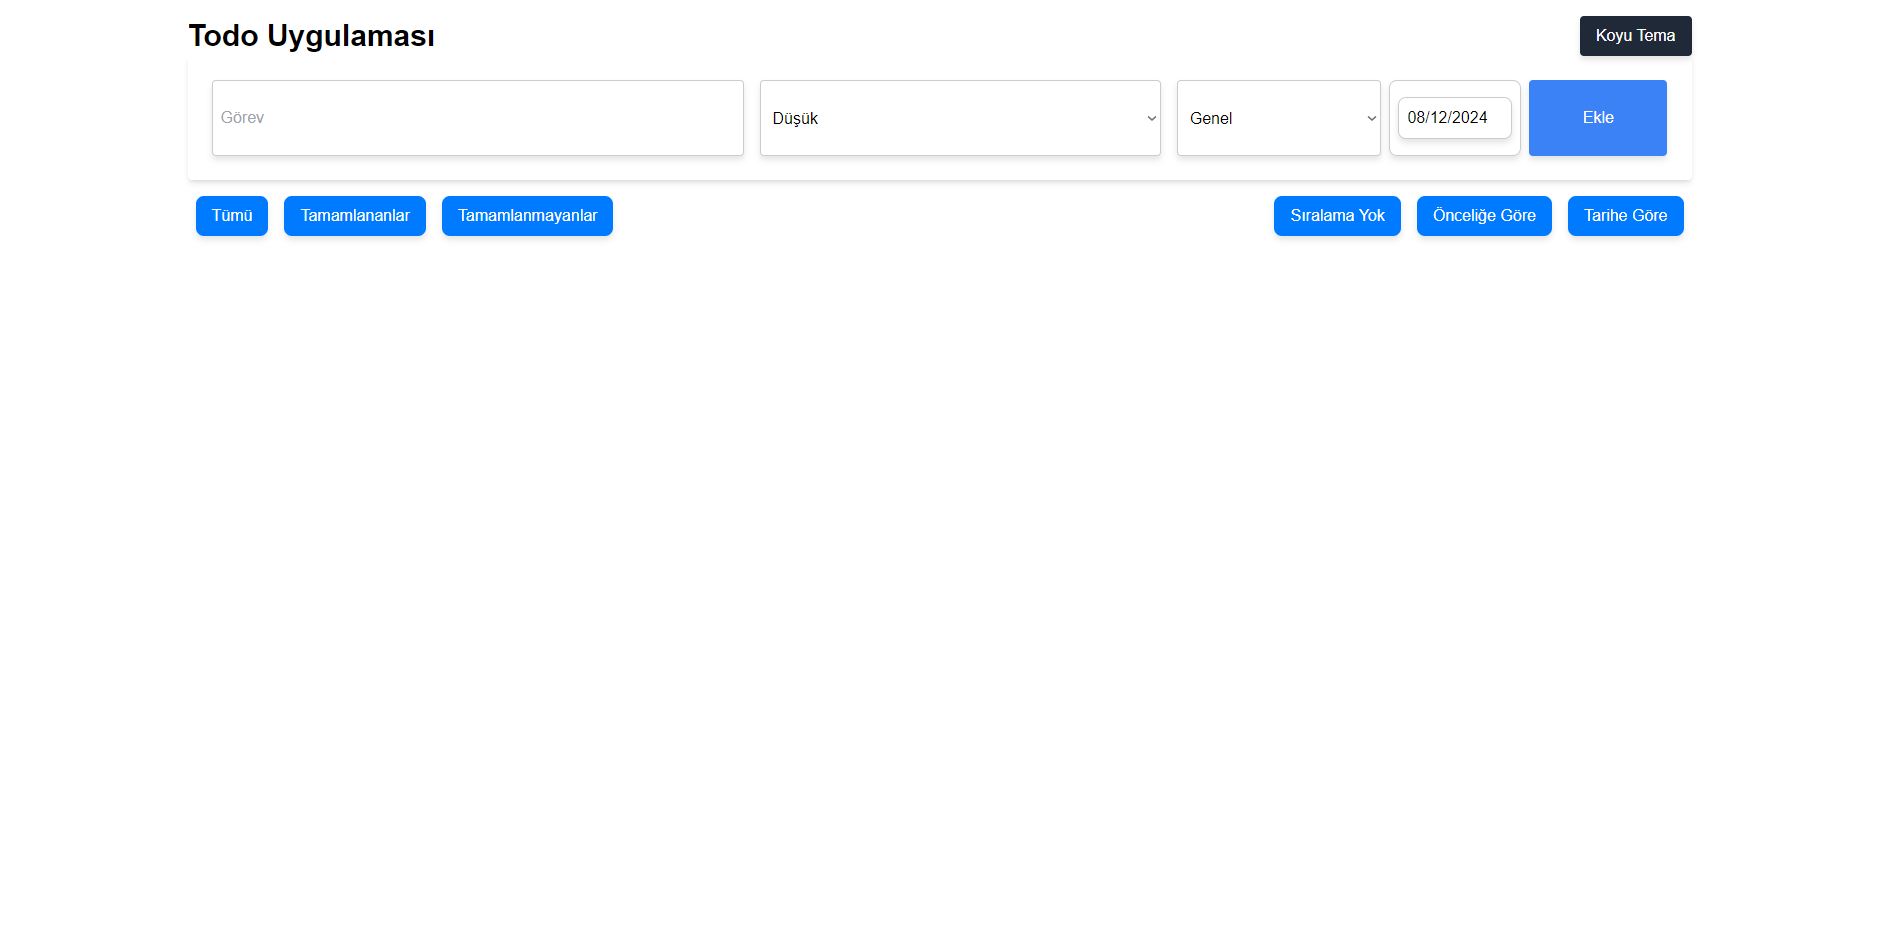 Todo Uygulaması
Koyu Tema
Görev
Düşük
Genel
08/12/2024
Ekle
Tümü
Tamamlananlar
Tamamlanmayanlar
Sıralama Yok
Önceliğe Göre
Tarihe Göre